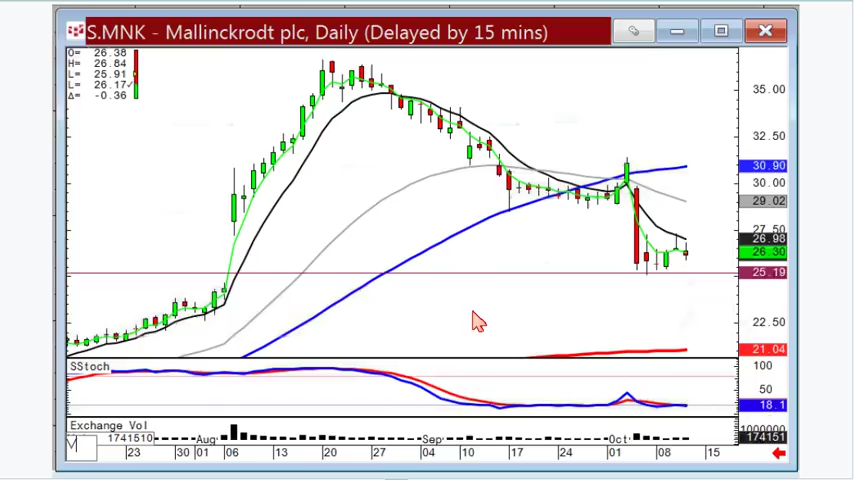 S.MNK - Mallinckrodt plc, Daily (Delayed by 15 mins)
O= 26.38
H= 26.84
L= 25.91
L= 26.17
Δ= -0.36
35.00
32.50
30.90
30.00
29.02
27.50
26.98
26.30
25.19
22.50
21.04
SStoch
100
50
18.1
Exchange Vol
1000000
1741510
174151
M
23 30 01 Aug 06 13 20 27 04 Sep 10 17 24 01 Oct 08 15